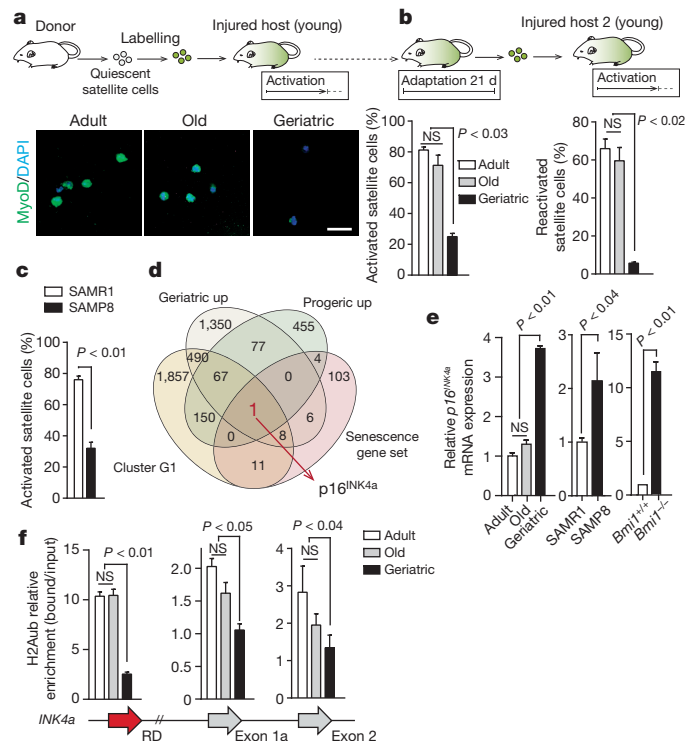 a
Donor
Labelling
Quiescent
satellite cells
Injured host (young)
Activation
b
Adaptation 21 d
Injured host 2 (young)
Activation
MyoD/DAPI
Adult
Old
Geriatric
Activated satellite cells (%)
100
80
60
40
20
0
NS
P < 0.03
Adult
Old
Geriatric
Reactivated
satellite cells (%)
80
60
40
20
0
NS
P < 0.02
c
SAMR1
SAMP8
Activated satellite cells (%)
100
80
60
40
20
0
P < 0.01
d
Geriatric up
Progeric up
1,350
455
490
77
4
1,857
67
0
103
150
1
6
0
8
11
Cluster G1
Senescence
gene set
p16INK4a
e
Relative p16INK4a
mRNA expression
4
3
2
1
0
NS
P < 0.01
Adult
Old
Geriatric
3
2
1
0
P < 0.04
SAMR1
SAMP8
15
10
5
0
P < 0.01
Bmi1+/+
Bmi1−/−
f
H2Aub relative
enrichment (bound/input)
15
10
5
0
NS
P < 0.01
2.0
1.5
1.0
0.5
0
NS
P < 0.05
4
3
2
1
0
NS
P < 0.04
Adult
Old
Geriatric
INK4a
RD
Exon 1a
Exon 2